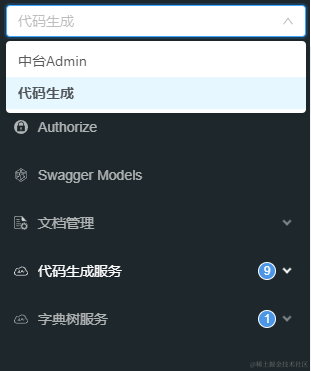 代码生成
中台Admin
代码生成
Authorize
Swagger Models
文档管理
代码生成服务 9
字典树服务 1
@稀土掘金技术社区